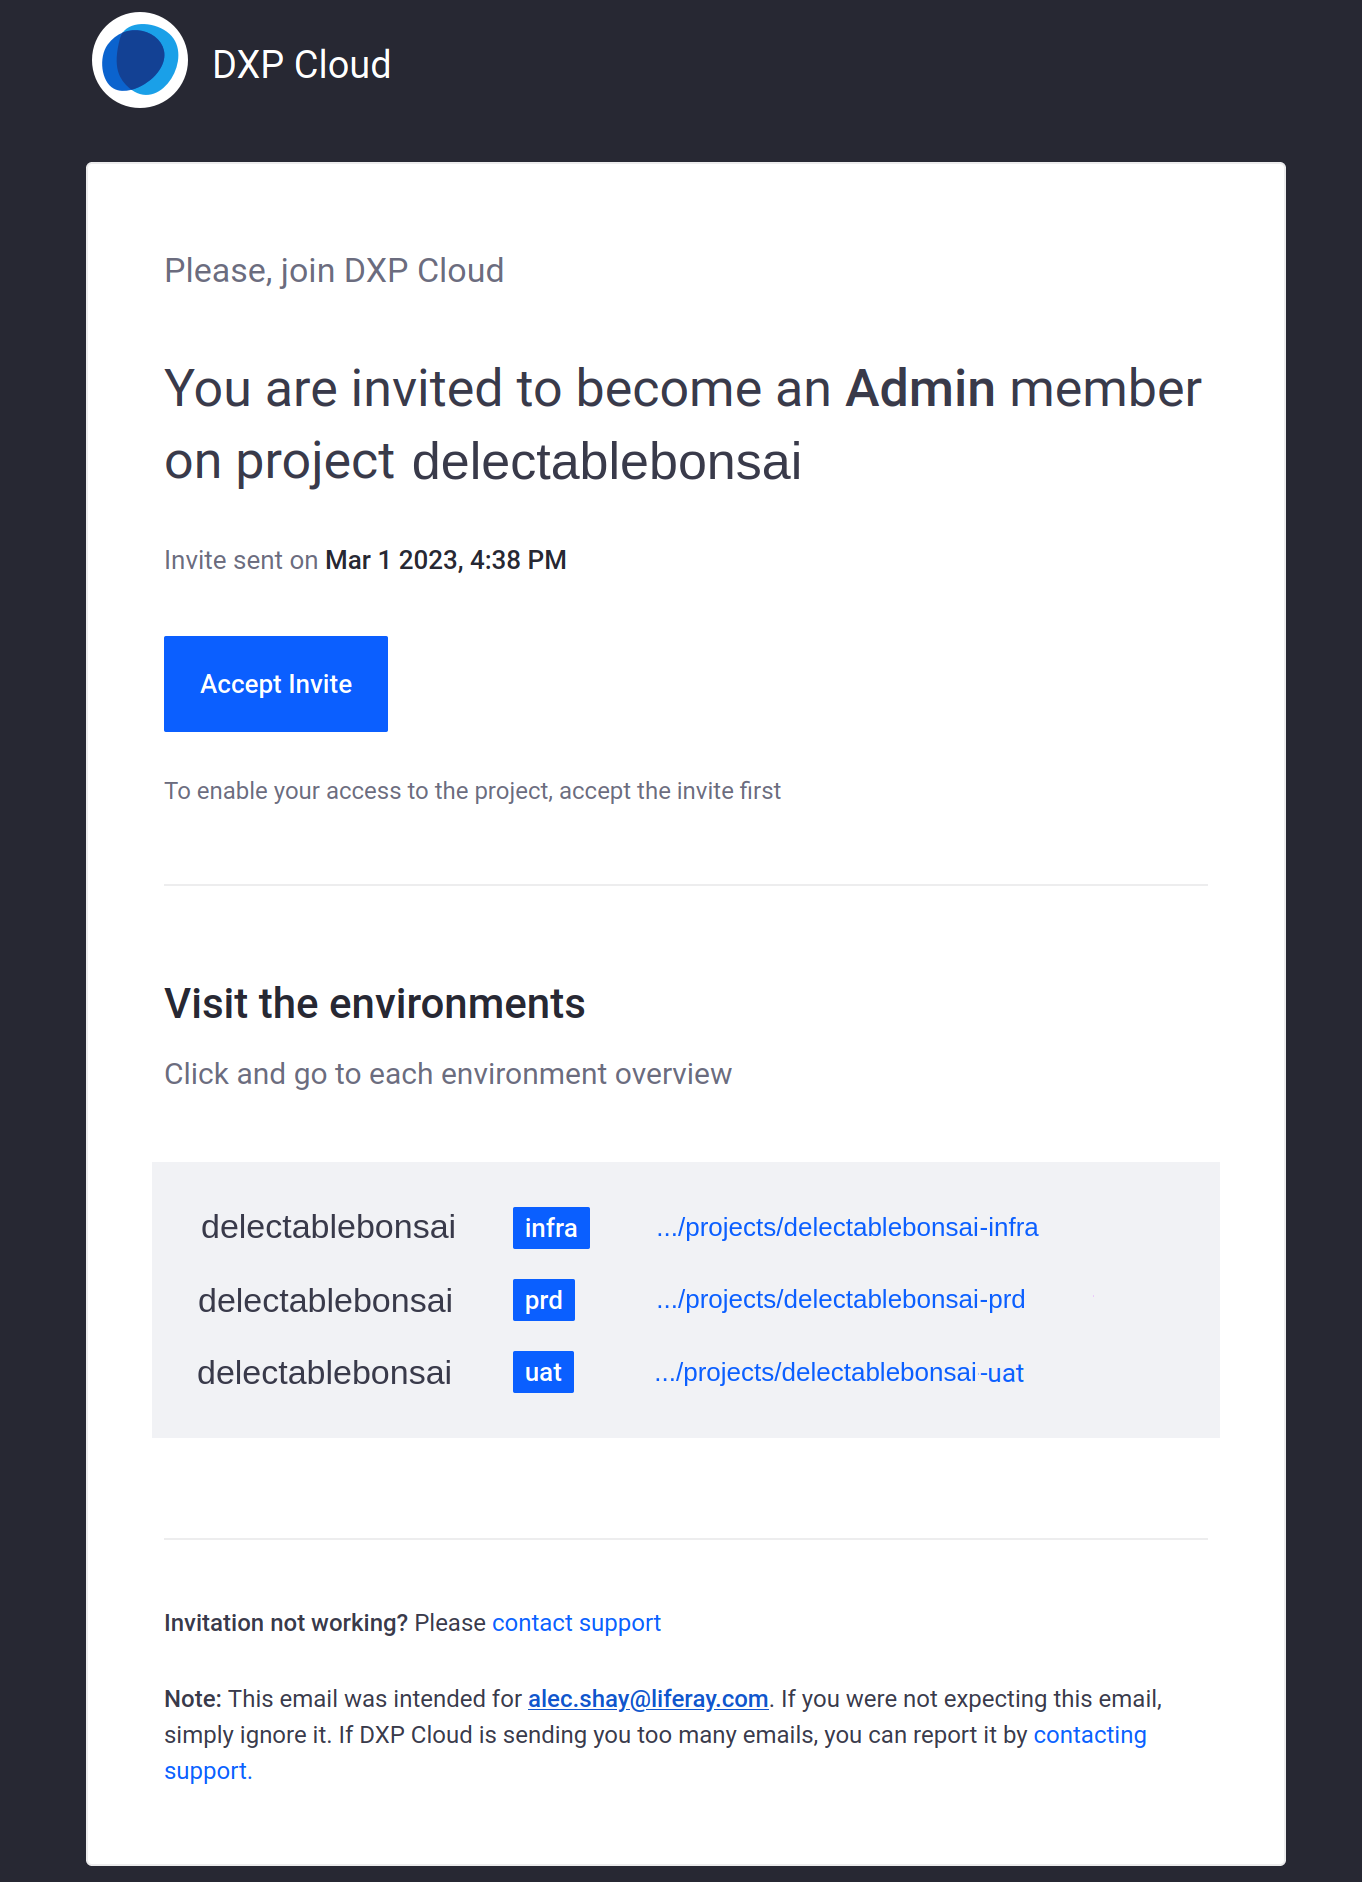 DXP Cloud
Please, join DXP Cloud
You are invited to become an Admin member
on project delectablebonsai
Invite sent on Mar 1 2023, 4:38 PM
Accept Invite
To enable your access to the project, accept the invite first
Visit the environments
Click and go to each environment overview
delectablebonsai infra .../projects/delectablebonsai-infra
delectablebonsai prd .../projects/delectablebonsai-prd
delectablebonsai uat .../projects/delectablebonsai-uat
Invitation not working? Please contact support
Note: This email was intended for alec.shay@liferay.com. If you were not expecting this email,
simply ignore it. If DXP Cloud is sending you too many emails, you can report it by contacting
support.